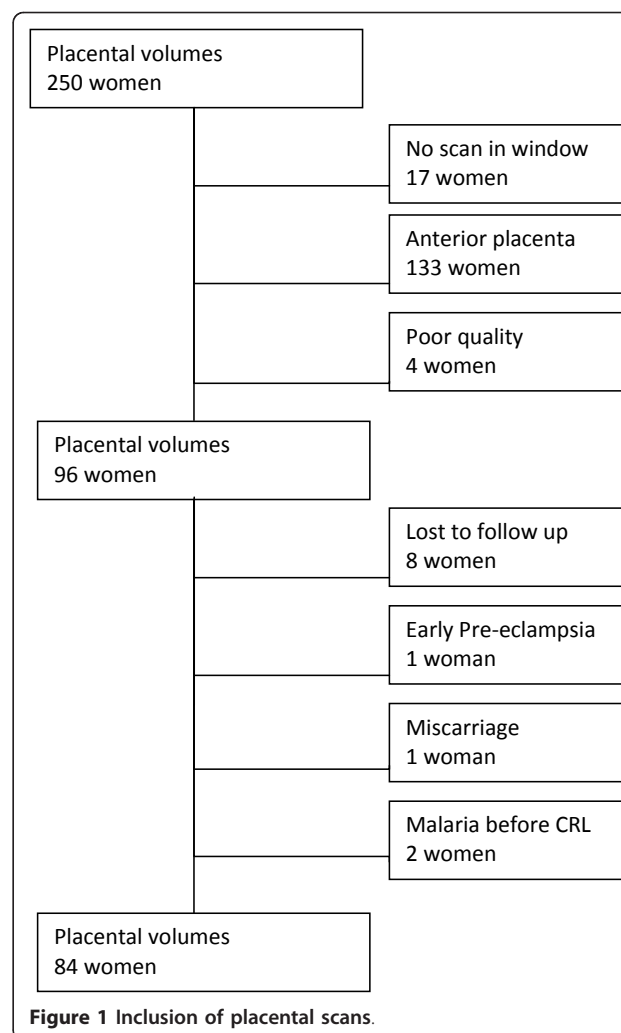 Placental volumes
250 women
No scan in window
17 women
Anterior placenta
133 women
Poor quality
4 women
Placental volumes
96 women
Lost to follow up
8 women
Early Pre-eclampsia
1 woman
Miscarriage
1 woman
Malaria before CRL
2 women
Placental volumes
84 women
Figure 1 Inclusion of placental scans.